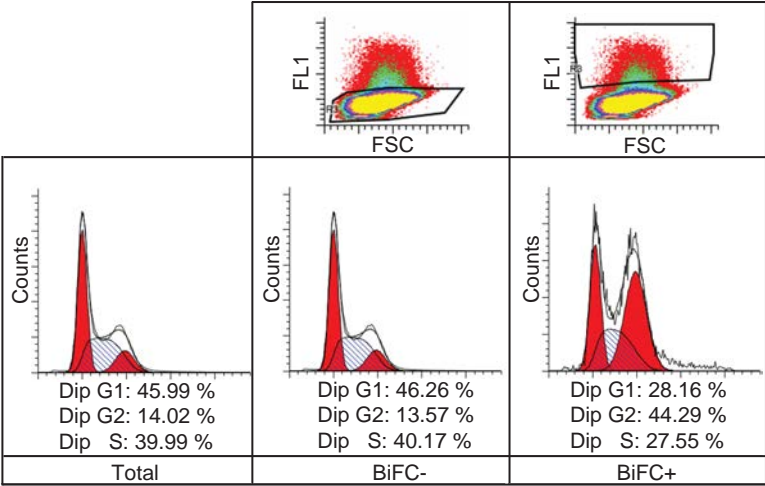 FL1
R3
FSC
FL1
R3
FSC
Counts
Dip G1: 45.99 %
Dip G2: 14.02 %
Dip S: 39.99 %
Total
Counts
Dip G1: 46.26 %
Dip G2: 13.57 %
Dip S: 40.17 %
BiFC-
Counts
Dip G1: 28.16 %
Dip G2: 44.29 %
Dip S: 27.55 %
BiFC+